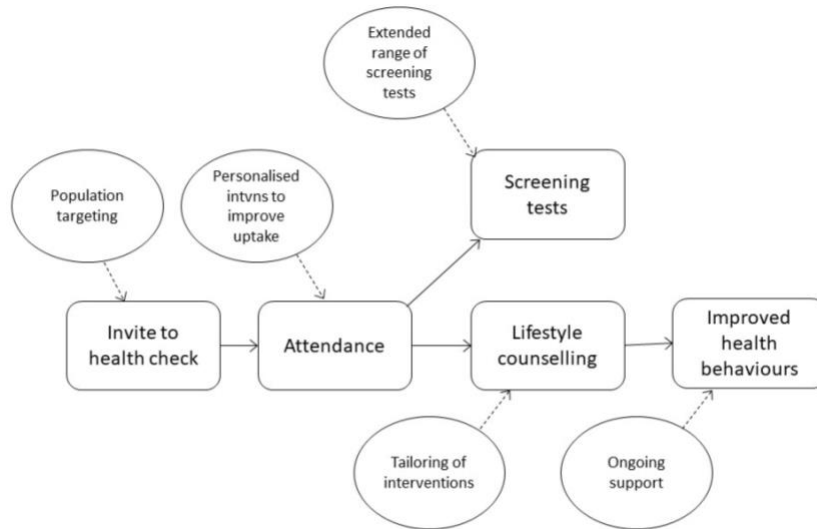 Extended
range of
screening
tests
Population
targeting
Personalised
intvns to
improve
uptake
Screening
tests
Invite to
health check
Attendance
Lifestyle
counselling
Improved
health
behaviours
Tailoring of
interventions
Ongoing
support